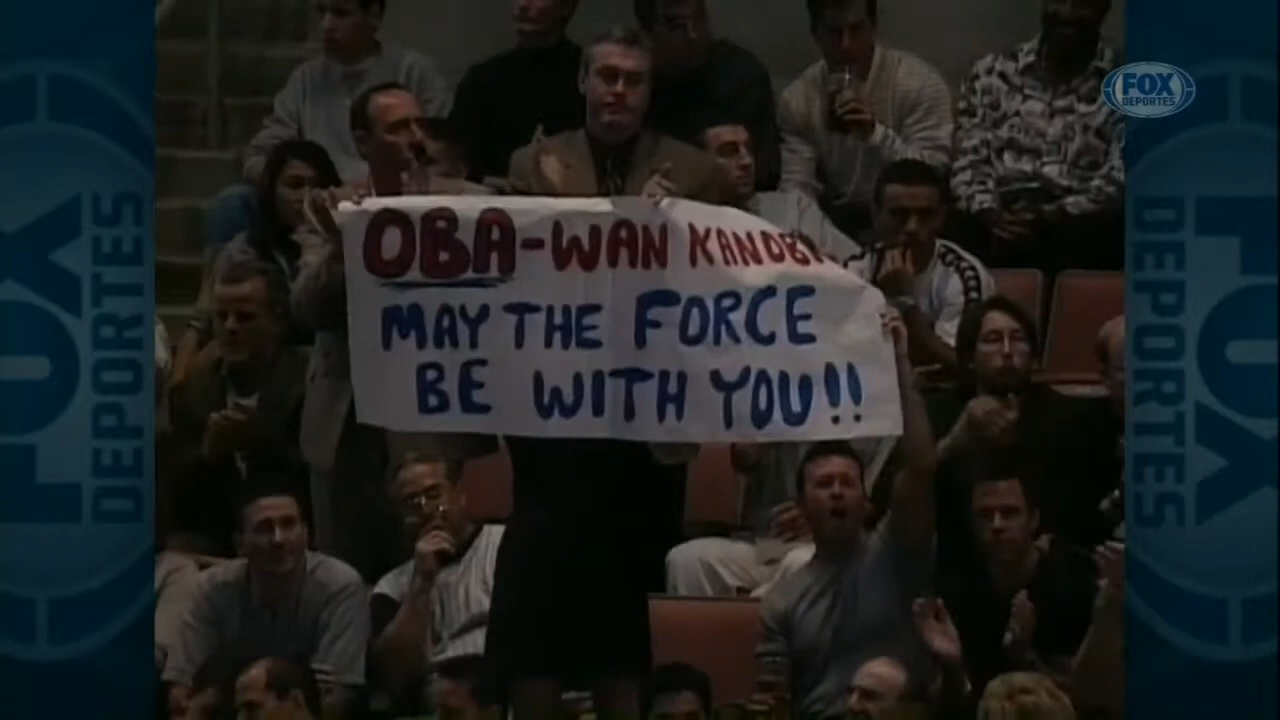 FOX
DEPORTES
OBA-WAN KANOBI
MAY THE FORCE
BE WITH YOU!!
FOX
DEPORTES
FOX
DEPORTES